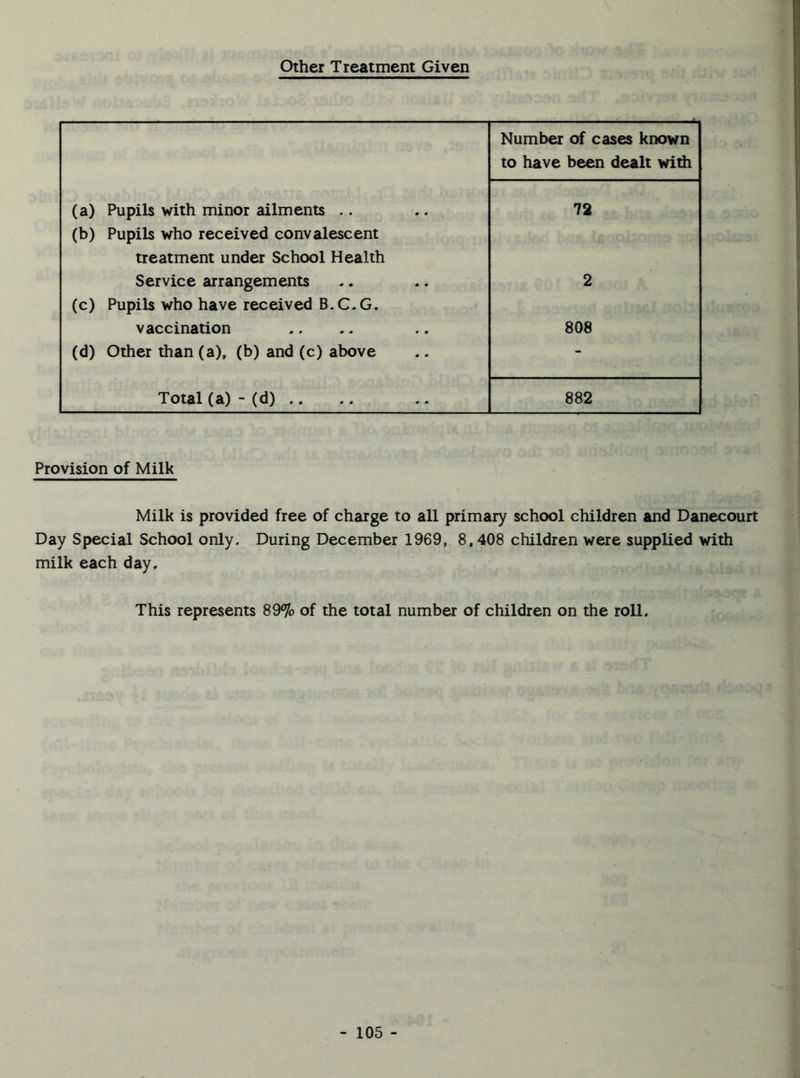 Other Treatment Given
Number of cases known
to have been dealt with
(a) Pupils with minor ailments .. .. 72
(b) Pupils who received convalescent
treatment under School Health
Service arrangements .. .. 2
(c) Pupils who have received B.C.G.
vaccination .. .. .. 808
(d) Other than (a), (b) and (c) above .. -
Total (a) - (d) .. .. .. 882
Provision of Milk
Milk is provided free of charge to all primary school children and Danecourt
Day Special School only. During December 1969, 8,408 children were supplied with
milk each day.
This represents 89% of the total number of children on the roll.
- 105 -